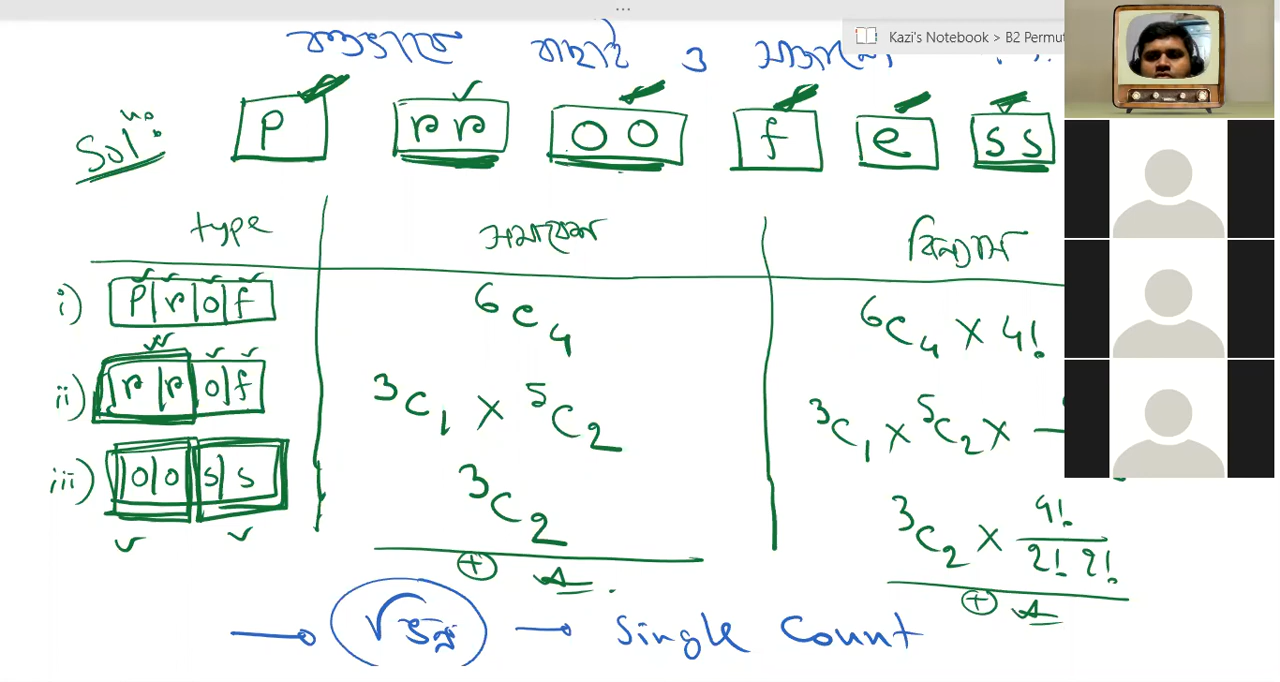 Kazi's Notebook > B2 Permut
বাছাই ও সাজানো
Sol no :
P rr oo f e ss
type সমাবেশ বিন্যাস
i) P|r|o|f ⁶C₄ ⁶C₄ × 4!
ii) r|r|o|f ³C₁ × ⁵C₂ ³C₁ × ⁵C₂ ×
iii) o|o|s|s ³C₂ ³C₂ × 4!/2! 2!
⊕ A. ⊕ A
→ → Single Count